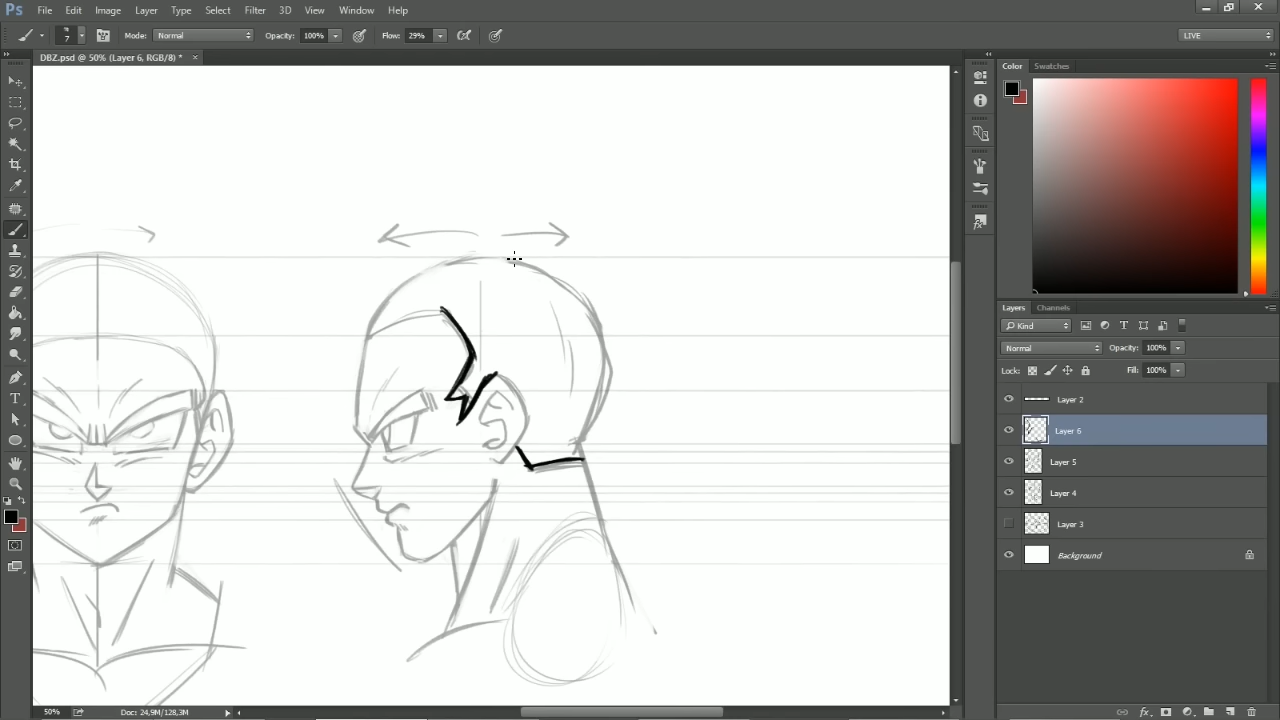 Ps File Edit Image Layer Type Select Filter 3D View Window Help
7 Mode: Normal Opacity: 100% Flow: 29% LIVE
DBZ.psd @ 50% (Layer 6, RGB/8) * ×
Color Swatches
Layers Channels
Kind
Normal Opacity: 100%
Lock: Fill: 100%
Layer 2
Layer 6
Layer 5
Layer 4
Layer 3
Background
50% Doc: 24,9M/128,3M